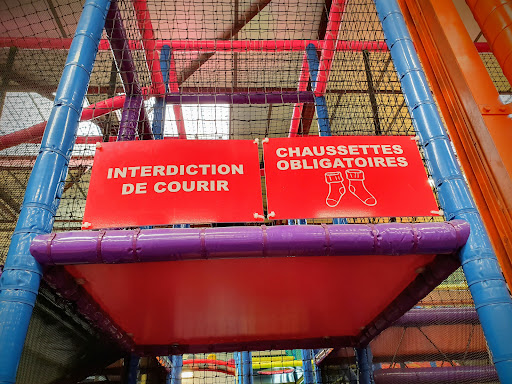 INTERDICTION
DE COURIR
CHAUSSETTES
OBLIGATOIRES